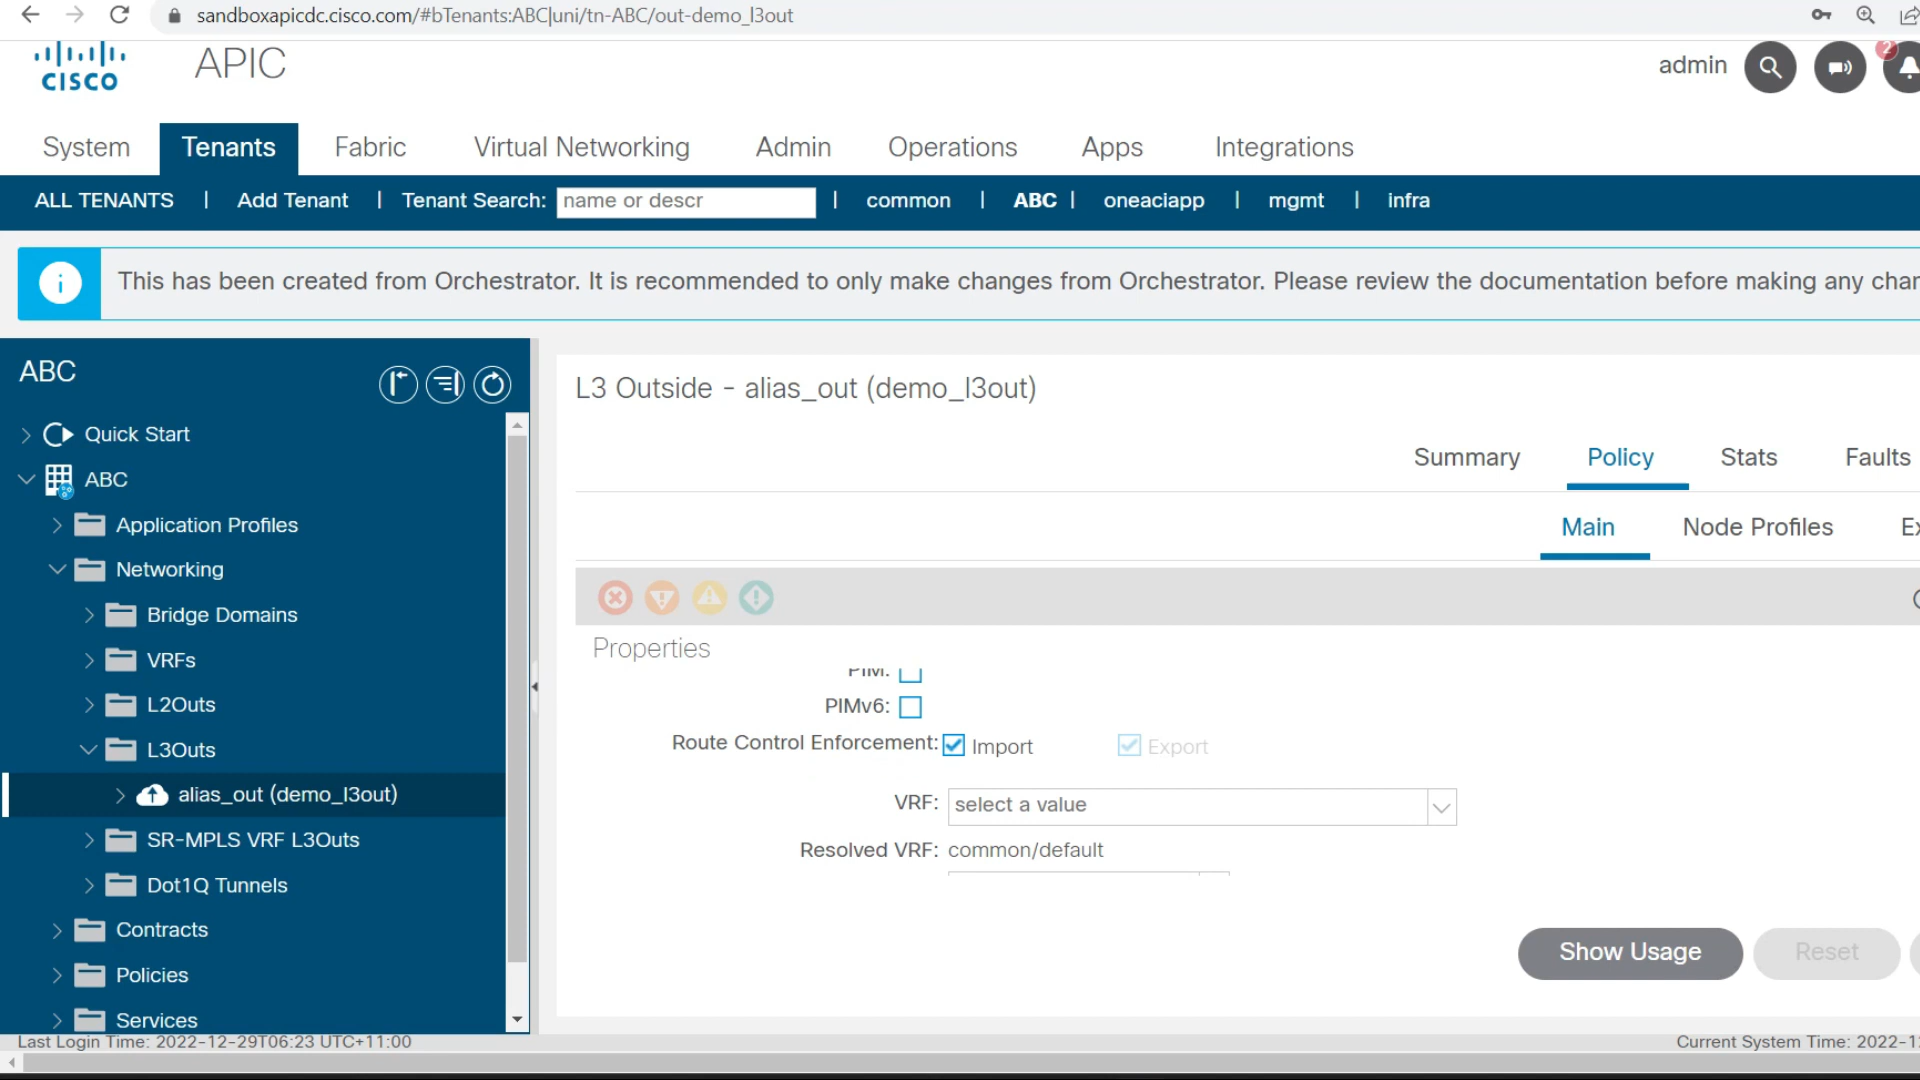 sandboxapicdc.cisco.com/#bTenants:ABC|uni/tn-ABC/out-demo_l3out
CISCO
APIC
admin
2
System Tenants Fabric Virtual Networking Admin Operations Apps Integrations
ALL TENANTS | Add Tenant | Tenant Search: name or descr | common | ABC | oneaciapp | mgmt | infra
This has been created from Orchestrator. It is recommended to only make changes from Orchestrator. Please review the documentation before making any
ABC
L3 Outside - alias_out (demo_l3out)
Quick Start
ABC
Application Profiles
Networking
Bridge Domains
VRFs
L2Outs
L3Outs
alias_out (demo_l3out)
SR-MPLS VRF L3Outs
Dot1Q Tunnels
Contracts
Policies
Services
Summary Policy Stats Faults
Main Node Profiles
Properties
PIM:
PIMv6:
Route Control Enforcement: Import Export
VRF: select a value
Resolved VRF: common/default
Show Usage Reset
Last Login Time: 2022-12-29T06:23 UTC+11:00
Current System Time: